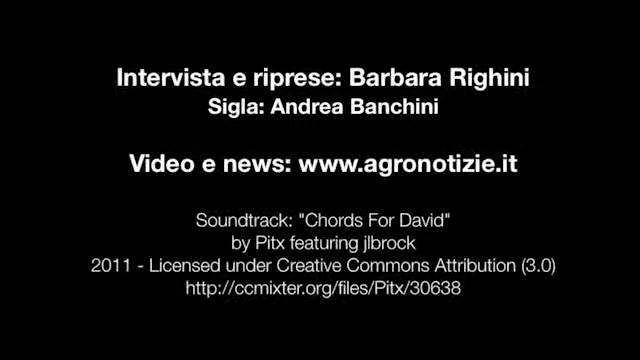 Intervista e riprese: Barbara Righini
Sigla: Andrea Banchini
Video e news: www.agronotizie.it
Soundtrack: "Chords For David"
by Pitx featuring jlbrock
2011 - Licensed under Creative Commons Attribution (3.0)
http://ccmixter.org/files/Pitx/30638